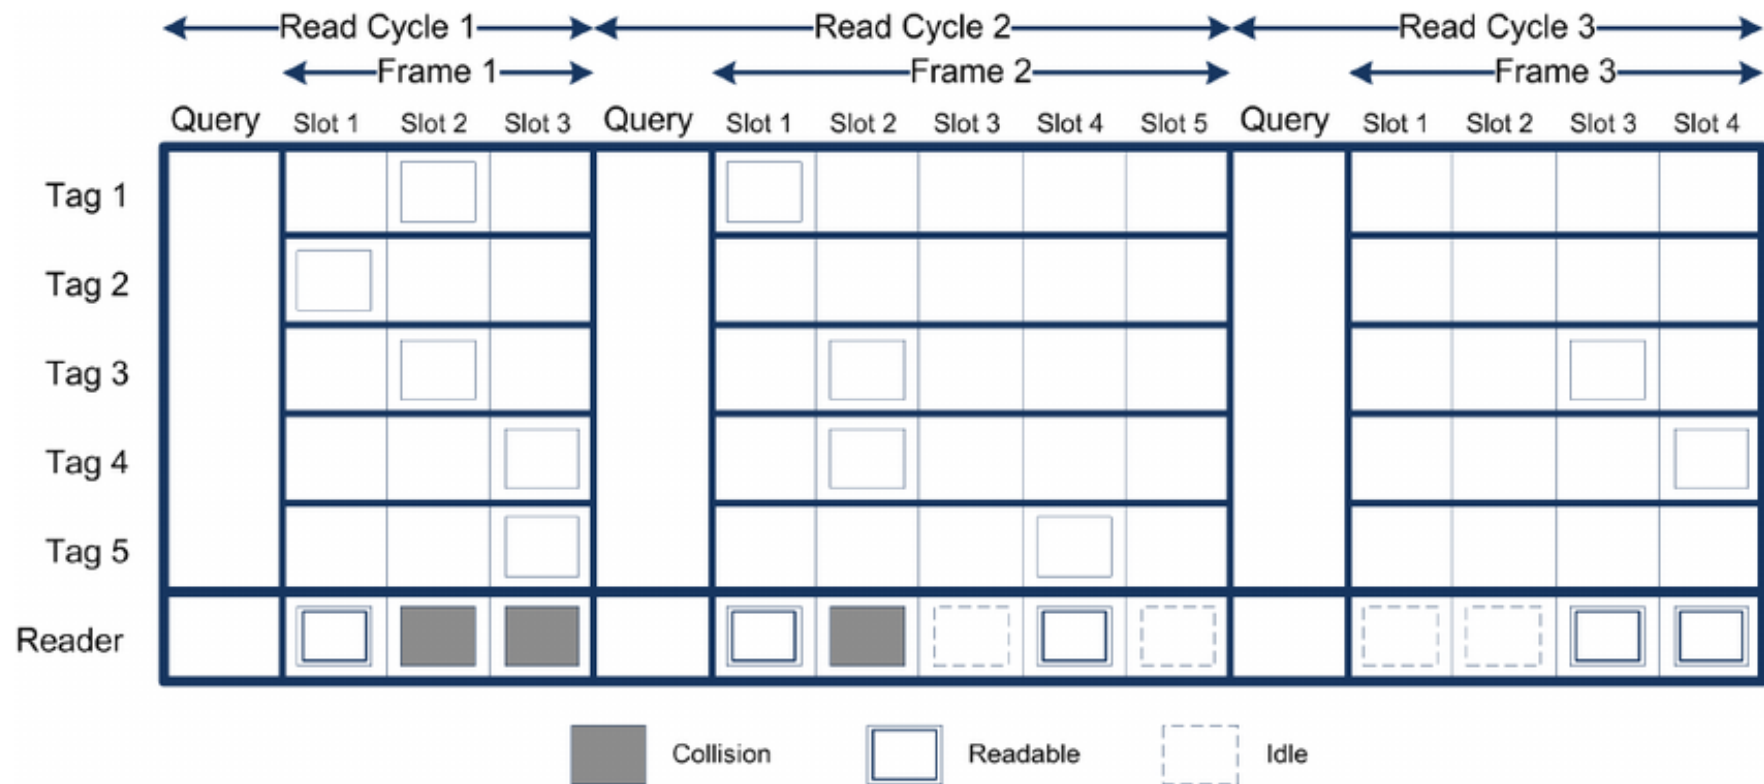 Read Cycle 1 Read Cycle 2 Read Cycle 3
Frame 1 Frame 2 Frame 3
Query Slot 1 Slot 2 Slot 3 Query Slot 1 Slot 2 Slot 3 Slot 4 Slot 5 Query Slot 1 Slot 2 Slot 3 Slot 4
Tag 1
Tag 2
Tag 3
Tag 4
Tag 5
Reader
Collision Readable Idle